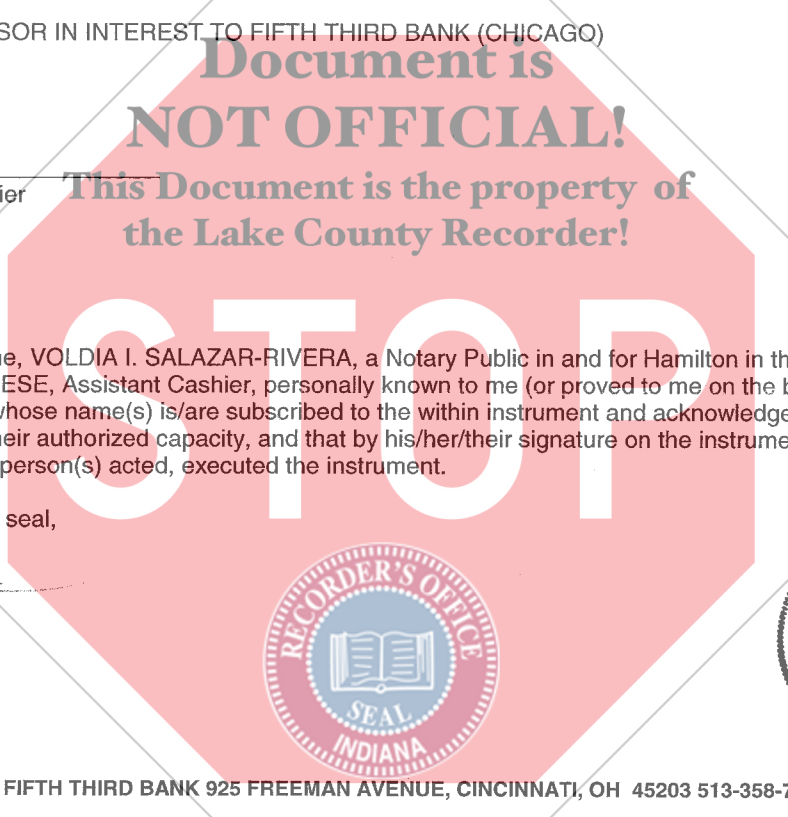 SOR IN INTEREST TO FIFTH THIRD BANK (CHICAGO)
Document is
NOT OFFICIAL!
ier
This Document is the property of
the Lake County Recorder!
STOP
ne, VOLDIA I. SALAZAR-RIVERA, a Notary Public in and for Hamilton in th
ESE, Assistant Cashier, personally known to me (or proved to me on the b
whose name(s) is/are subscribed to the within instrument and acknowledge
heir authorized capacity, and that by his/her/their signature on the instrume
person(s) acted, executed the instrument.
seal,
RECORDER'S OFFICE
SEAL
INDIANA
FIFTH THIRD BANK 925 FREEMAN AVENUE, CINCINNATI, OH 45203 513-358-7